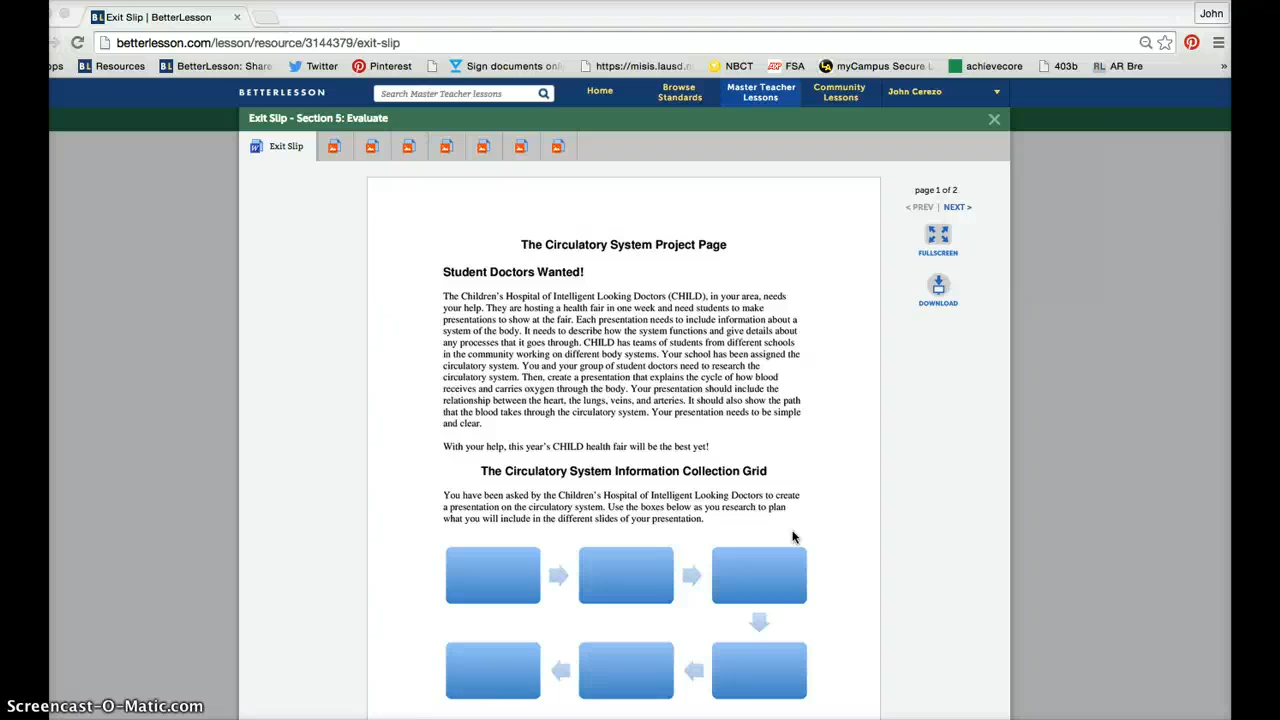 Exit Slip | BetterLesson
John
betterlesson.com/lesson/resource/3144379/exit-slip
ops Resources BetterLesson: Share Twitter Pinterest Sign documents on https://misis.lausd. NBCT FSA myCampus Secure L achievecore 403b AR Bre »
BETTERLESSON Search Master Teacher lessons Home Browse Standards Master Teacher Lessons Community Lessons John Cerezo
Exit Slip - Section 5: Evaluate
Exit Slip
page 1 of 2
< PREV | NEXT >
FULLSCREEN
DOWNLOAD
The Circulatory System Project Page
Student Doctors Wanted!
The Children's Hospital of Intelligent Looking Doctors (CHILD), in your area, needs
your help. They are hosting a health fair in one week and need students to make
presentations to show at the fair. Each presentation needs to include information about a
system of the body. It needs to describe how the system functions and give details about
any processes that it goes through. CHILD has teams of students from different schools
in the community working on different body systems. Your school has been assigned the
circulatory system. You and your group of student doctors need to research the
circulatory system. Then, create a presentation that explains the cycle of how blood
receives and carries oxygen through the body. Your presentation should include the
relationship between the heart, the lungs, veins, and arteries. It should also show the path
that the blood takes through the circulatory system. Your presentation needs to be simple
and clear.
With your help, this year's CHILD health fair will be the best yet!
The Circulatory System Information Collection Grid
You have been asked by the Children's Hospital of Intelligent Looking Doctors to create
a presentation on the circulatory system. Use the boxes below as you research to plan
what you will include in the different slides of your presentation.
Screencast-O-Matic.com